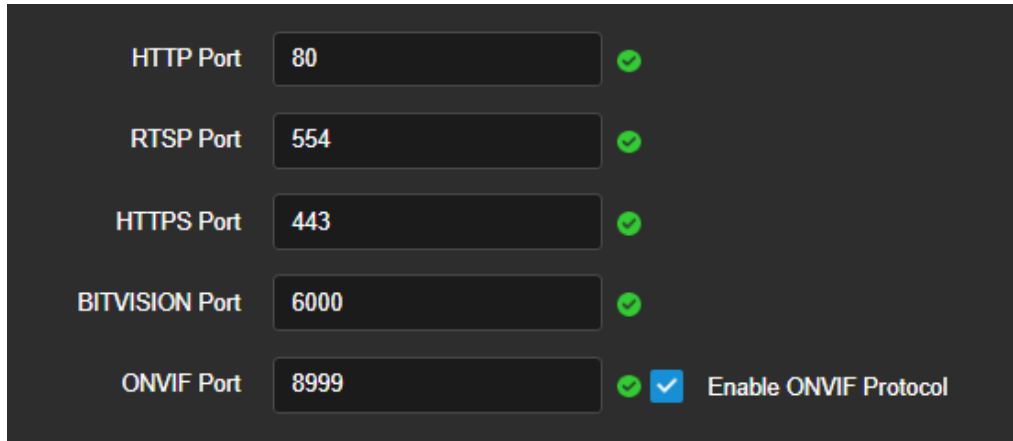 HTTP Port 80
RTSP Port 554
HTTPS Port 443
BITVISION Port 6000
ONVIF Port 8999 Enable ONVIF Protocol